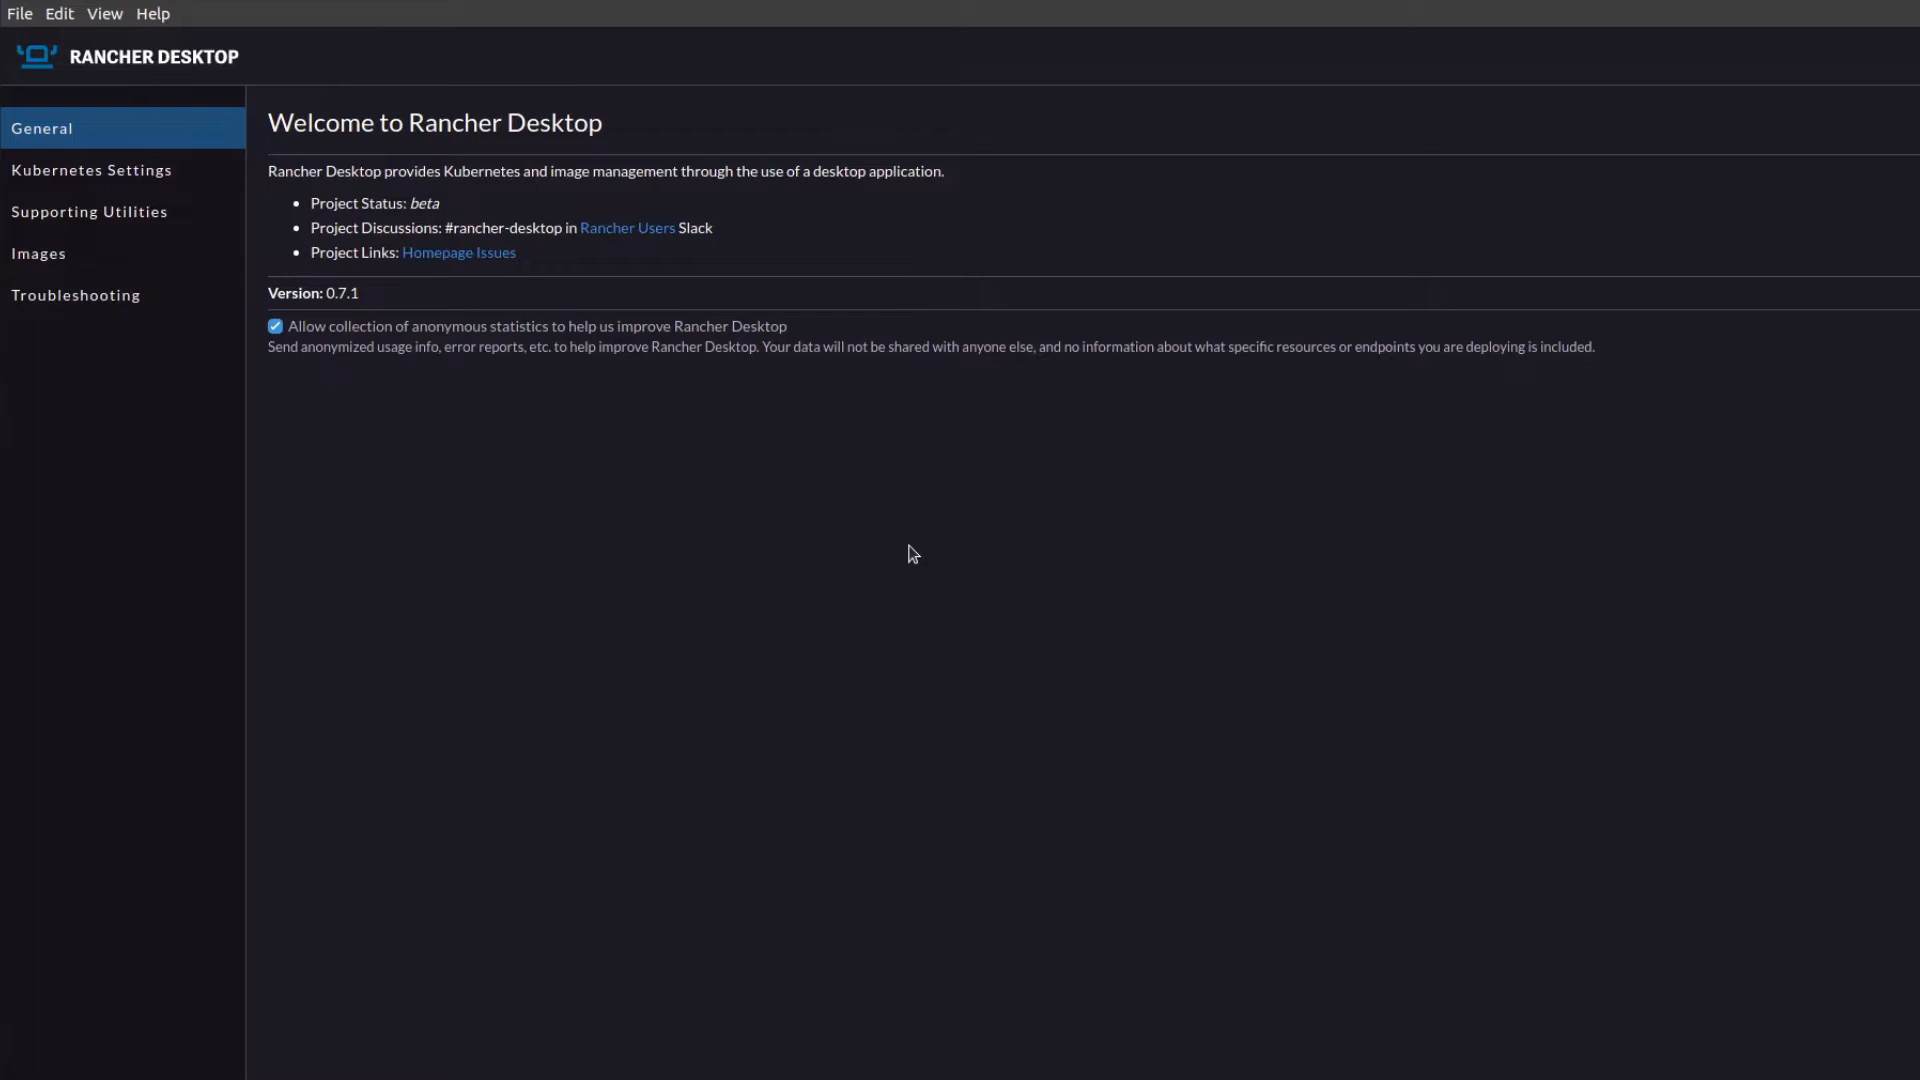 File Edit View Help
RANCHER DESKTOP
General
Kubernetes Settings
Supporting Utilities
Images
Troubleshooting
Welcome to Rancher Desktop
Rancher Desktop provides Kubernetes and image management through the use of a desktop application.
Project Status: beta
Project Discussions: #rancher-desktop in Rancher Users Slack
Project Links: Homepage Issues
Version: 0.7.1
Allow collection of anonymous statistics to help us improve Rancher Desktop
Send anonymized usage info, error reports, etc. to help improve Rancher Desktop. Your data will not be shared with anyone else, and no information about what specific resources or endpoints you are deploying is included.